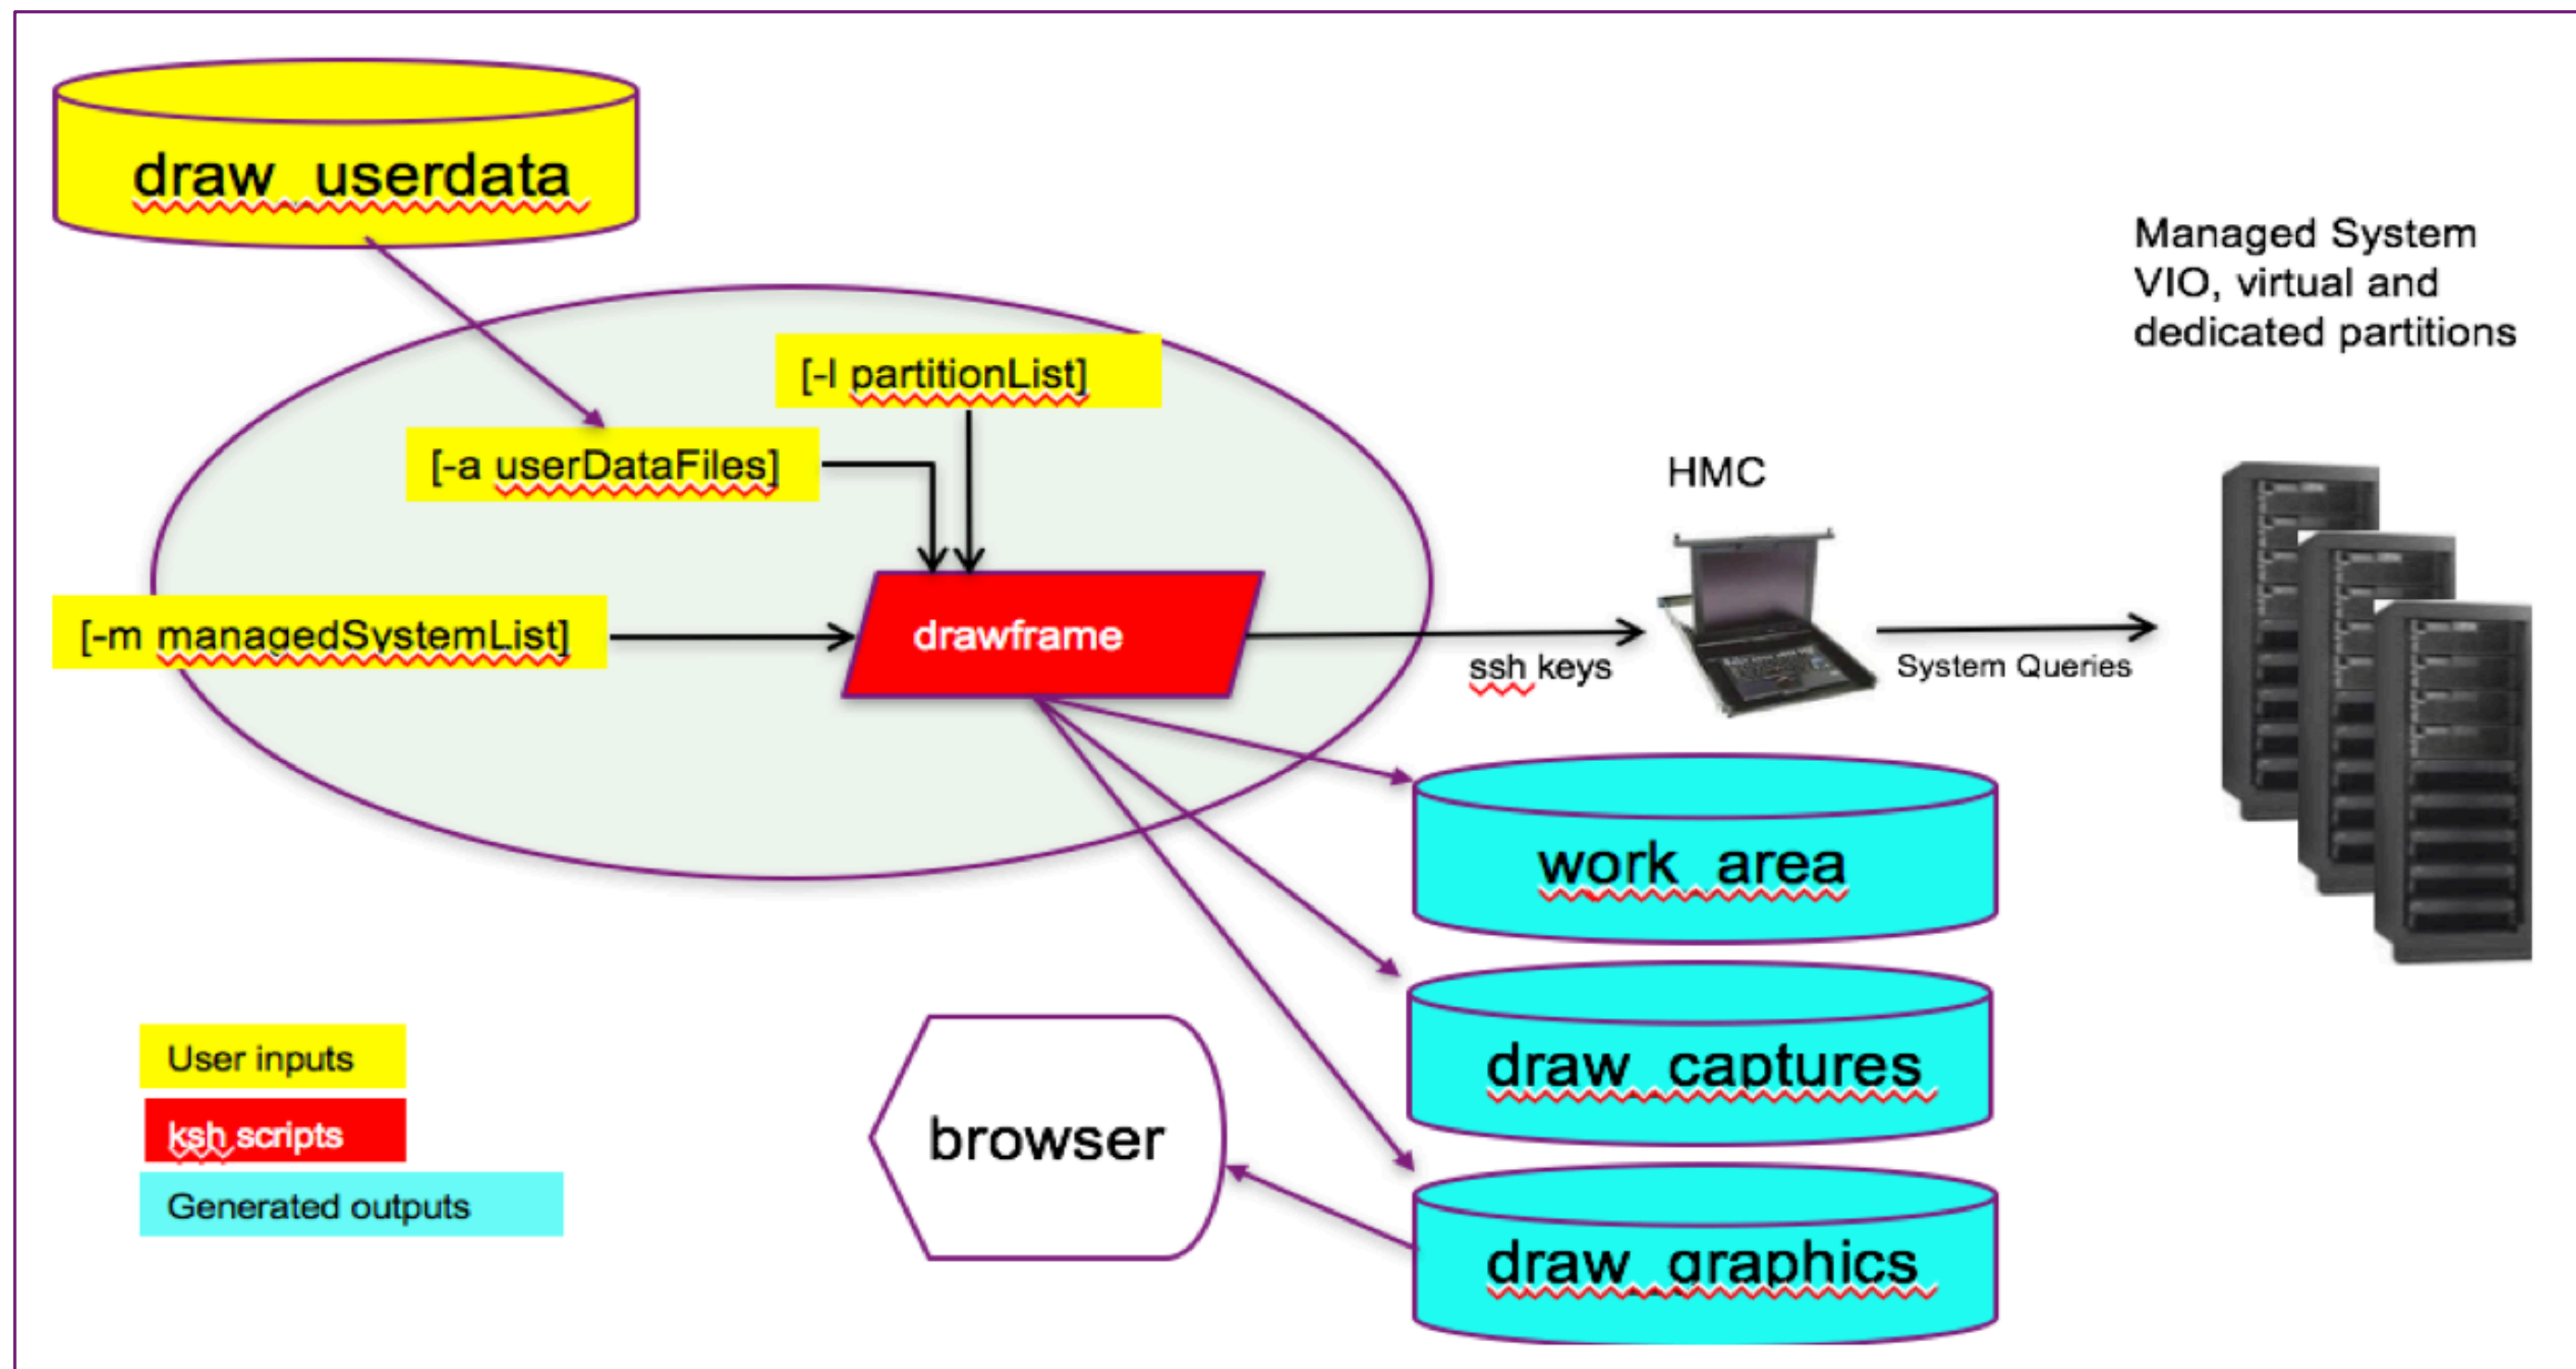 draw_userdata
Managed System
VIO, virtual and
dedicated partitions
[-l partitionList]
[-a userDataFiles]
HMC
[-m managedSystemList]
drawframe
ssh keys
System Queries
work_area
draw_captures
User inputs
browser
ksh scripts
Generated outputs
draw_graphics